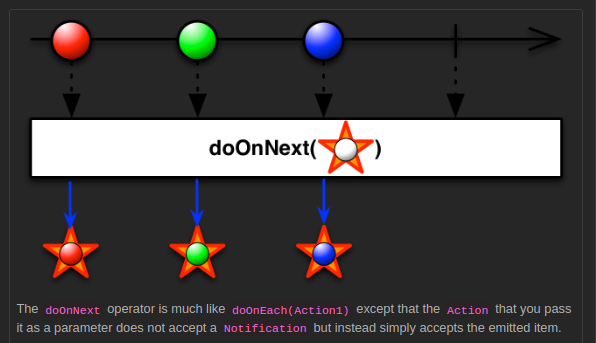 doOnNext( )
The doOnNext operator is much like doOnEach(Action1) except that the Action that you pass
it as a parameter does not accept a Notification but instead simply accepts the emitted item.